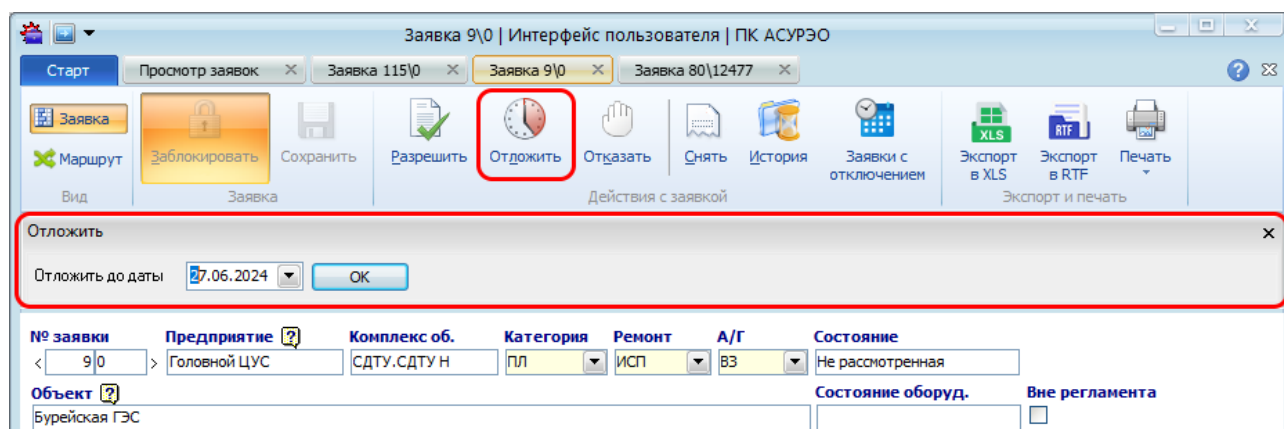 Заявка 9\0 | Интерфейс пользователя | ПК АСУРЭО
Старт Просмотр заявок Заявка 115\0 Заявка 9\0 Заявка 80\12477
Заявка
Маршрут
Вид
Заблокировать Сохранить
Заявка
Разрешить Отложить Отказать Снять История Заявки с отключением
Действия с заявкой
XLS RTF
Экспорт в XLS Экспорт в RTF Печать
Экспорт и печать
Отложить
Отложить до даты 27.06.2024 ОК
№ заявки Предприятие ? Комплекс об. Категория Ремонт А/Г Состояние
< 9|0 > Головной ЦУС СДТУ.СДТУ Н ПЛ ИСП ВЗ Не рассмотренная
Объект ? Состояние оборуд. Вне регламента
Бурейская ГЭС